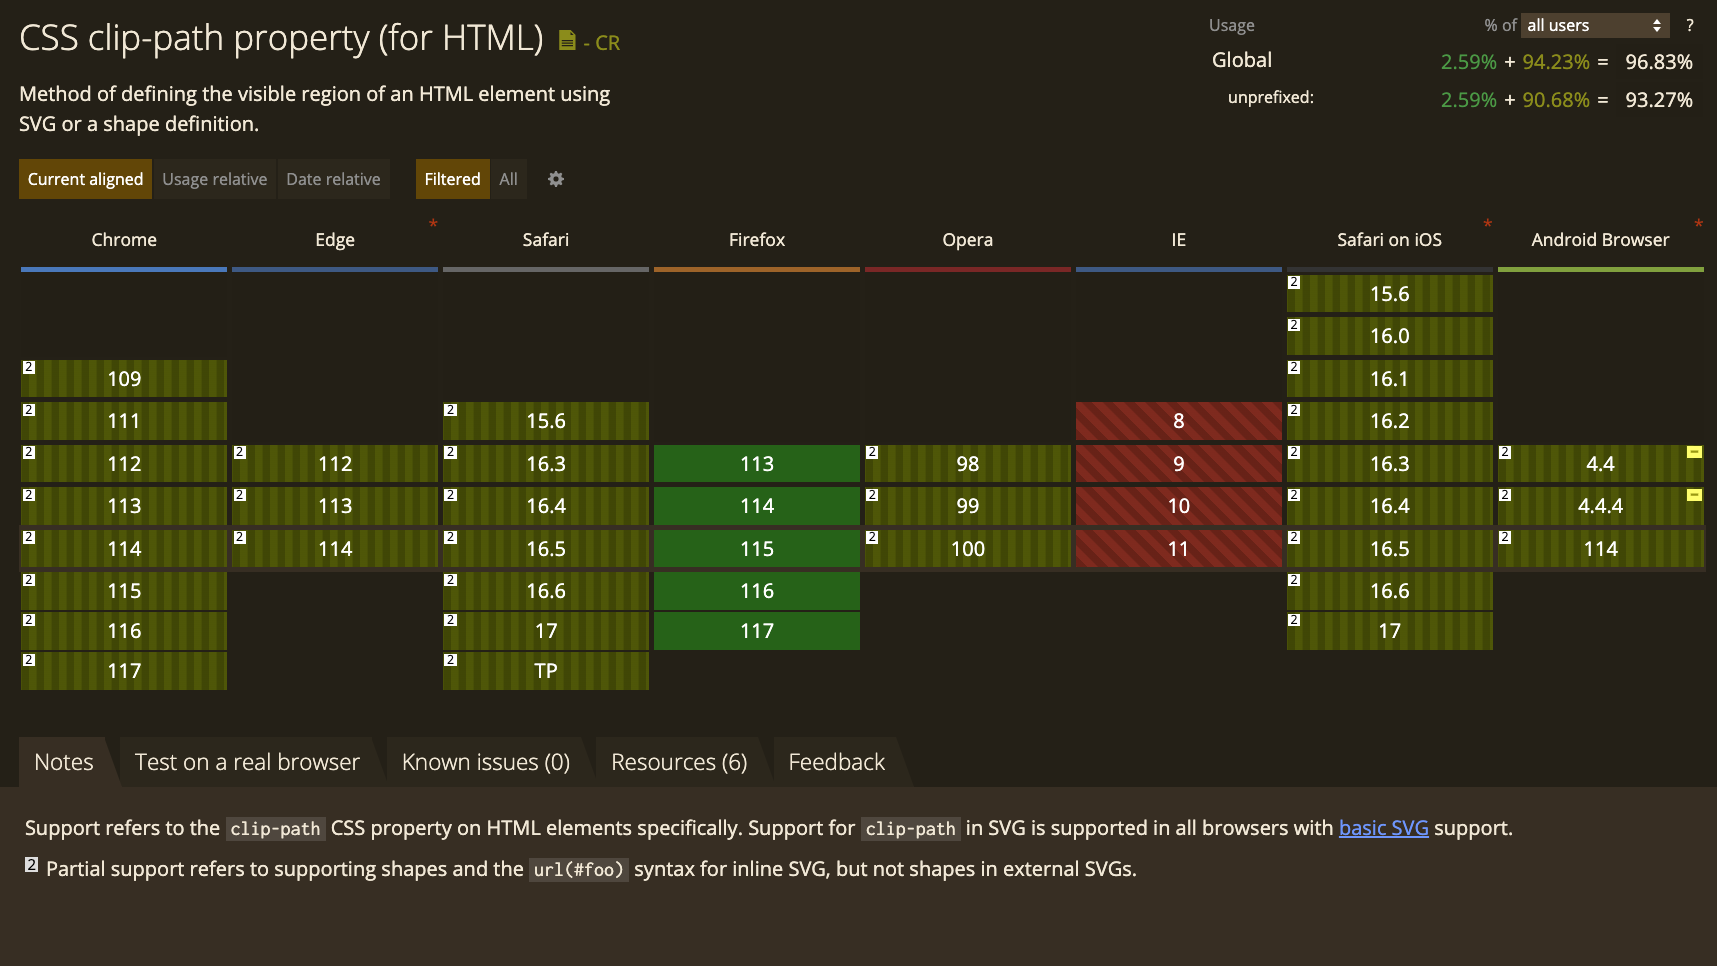 CSS clip-path property (for HTML) - CR
Usage % of all users ?
Global 2.59% + 94.23% = 96.83%
unprefixed: 2.59% + 90.68% = 93.27%
Method of defining the visible region of an HTML element using
SVG or a shape definition.
Current aligned Usage relative Date relative Filtered All
Chrome Edge * Safari Firefox Opera IE Safari on iOS * Android Browser *
2 15.6
2 16.0
2 109 2 16.1
2 111 2 15.6 8 2 16.2
2 112 2 112 2 16.3 113 2 98 9 2 16.3 2 4.4 -
2 113 2 113 2 16.4 114 2 99 10 2 16.4 2 4.4.4 -
2 114 2 114 2 16.5 115 2 100 11 2 16.5 2 114
2 115 2 16.6 116 2 16.6
2 116 2 17 117 2 17
2 117 2 TP
Notes Test on a real browser Known issues (0) Resources (6) Feedback
Support refers to the clip-path CSS property on HTML elements specifically. Support for clip-path in SVG is supported in all browsers with basic SVG support.
2 Partial support refers to supporting shapes and the url(#foo) syntax for inline SVG, but not shapes in external SVGs.